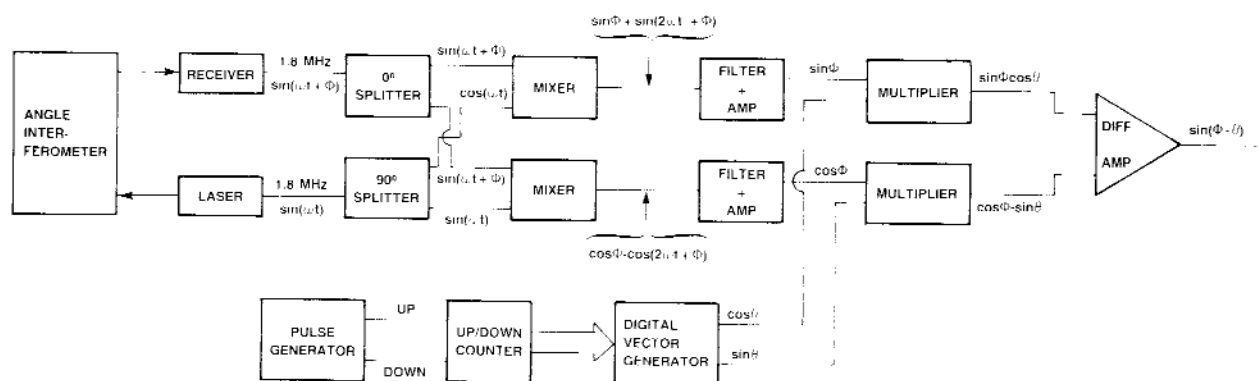 sinΦ + sin(2ωt + Φ)
ANGLE
INTER-
FEROMETER
RECEIVER
1.8 MHz
sin(ωt + Φ)
0º
SPLITTER
sin(ωt + Φ)
cos(ωt)
MIXER
FILTER
+
AMP
sinΦ
MULTIPLIER
sinΦcosθ
DIFF
AMP
sin(Φ-θ)
LASER
1.8 MHz
sin(ωt)
90º
SPLITTER
sin(ωt + Φ)
sin(ωt)
MIXER
FILTER
+
AMP
cosΦ
MULTIPLIER
cosΦ-sinθ
cosΦ-cos(2ωt + Φ)
PULSE
GENERATOR
UP
DOWN
UP/DOWN
COUNTER
DIGITAL
VECTOR
GENERATOR
cosθ
sinθ